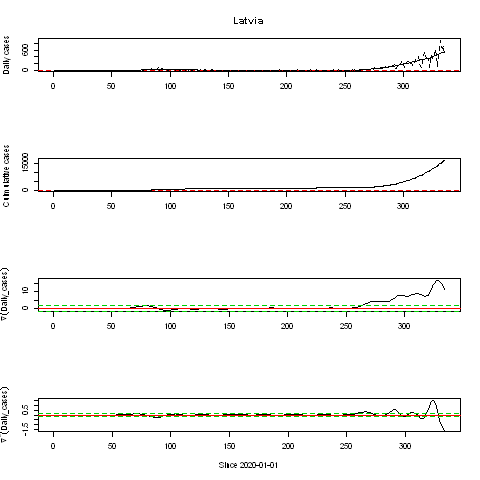 Latvia
Daily cases
0 600
0 50 100 150 200 250 300
Culmulative cases
0 15000
0 50 100 150 200 250 300
∇(Daily_cases)
0 10
0 50 100 150 200 250 300
∇²(Daily_cases)
-1.5 0.5
0 50 100 150 200 250 300
Since 2020-01-01